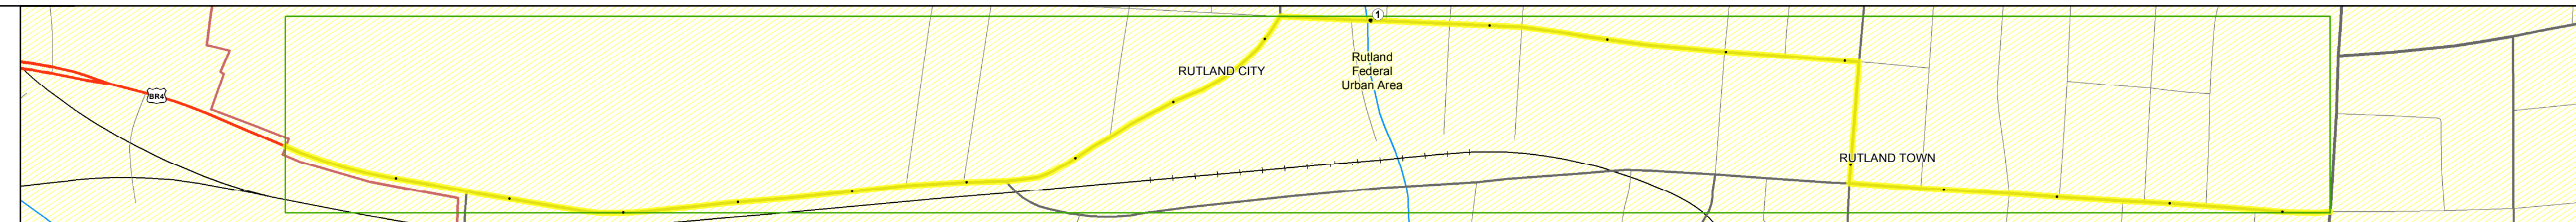 1
Rutland
Federal
Urban Area
RUTLAND CITY
BR4
RUTLAND TOWN